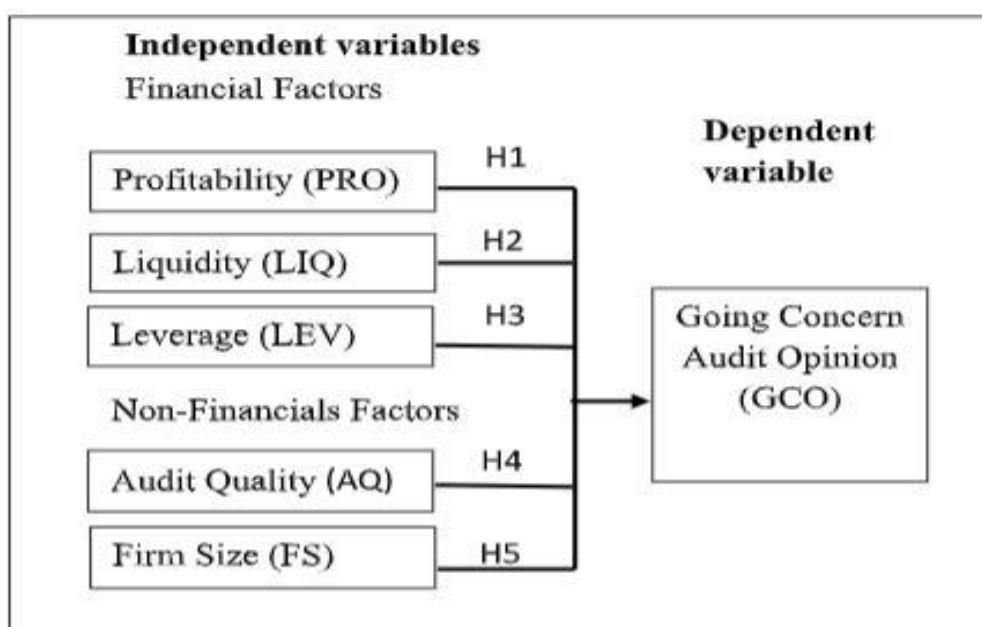 Independent variables
Financial Factors
Dependent
variable
H1
Profitability (PRO)
H2
Liquidity (LIQ)
H3
Leverage (LEV)
Going Concern
Audit Opinion
(GCO)
Non-Financials Factors
H4
Audit Quality (AQ)
H5
Firm Size (FS)